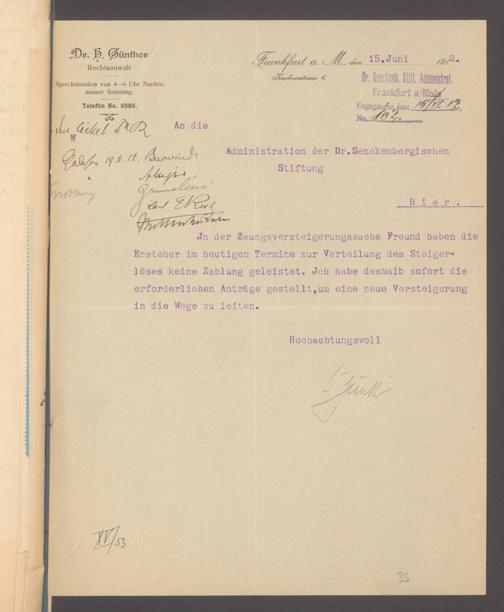 Dr. H. Günther
Rechtsanwalt
Sprechstunden von 4–6 Uhr Nachm.
ausser Samstag.
Telefon No. 9389.
Frankfurt a. M., den 15.Juni 1912.
Dr. Senckenb. Stift. Administrat.
Frankfurt a/Main
Eingegangen den 15/VI 12
No.
An die
Administration der Dr.Senckenbergischen
Stiftung
Hier.
Jn der Zwangsversteigerungssache Freund haben die
Ersteher im heutigen Termine zur Verteilung des Steiger-
löses keine Zahlung geleistet. Jch habe deshalb sofort die
erforderlichen Anträge gestellt,um eine neue Versteigerung
in die Wege zu leiten.
Hochachtungsvoll
XV/53
35